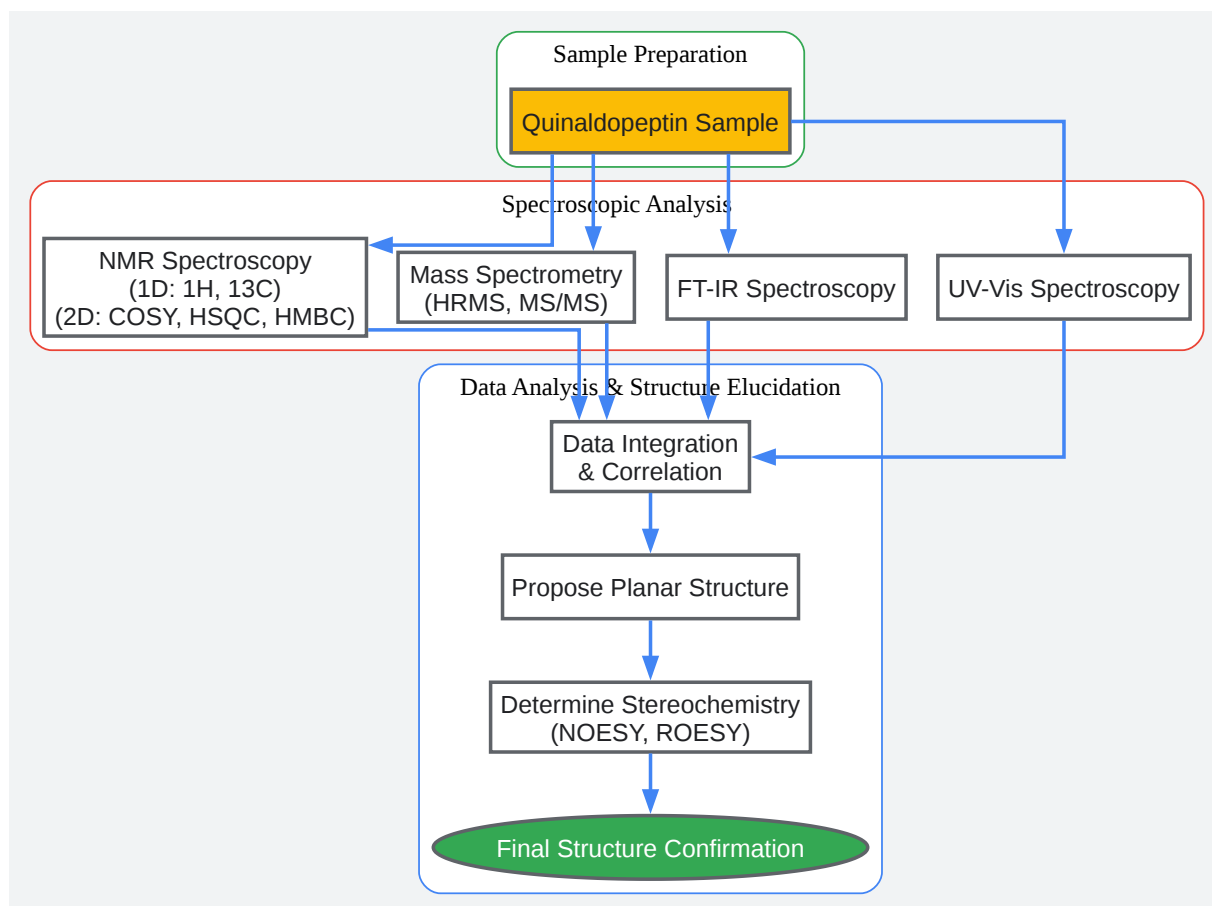 Sample Preparation
Quinaldopeptin Sample
Spectroscopic Analysis
NMR Spectroscopy
(1D: 1H, 13C)
(2D: COSY, HSQC, HMBC)
Mass Spectrometry
(HRMS, MS/MS)
FT-IR Spectroscopy
UV-Vis Spectroscopy
Data Analysis & Structure Elucidation
Data Integration
& Correlation
Propose Planar Structure
Determine Stereochemistry
(NOESY, ROESY)
Final Structure Confirmation